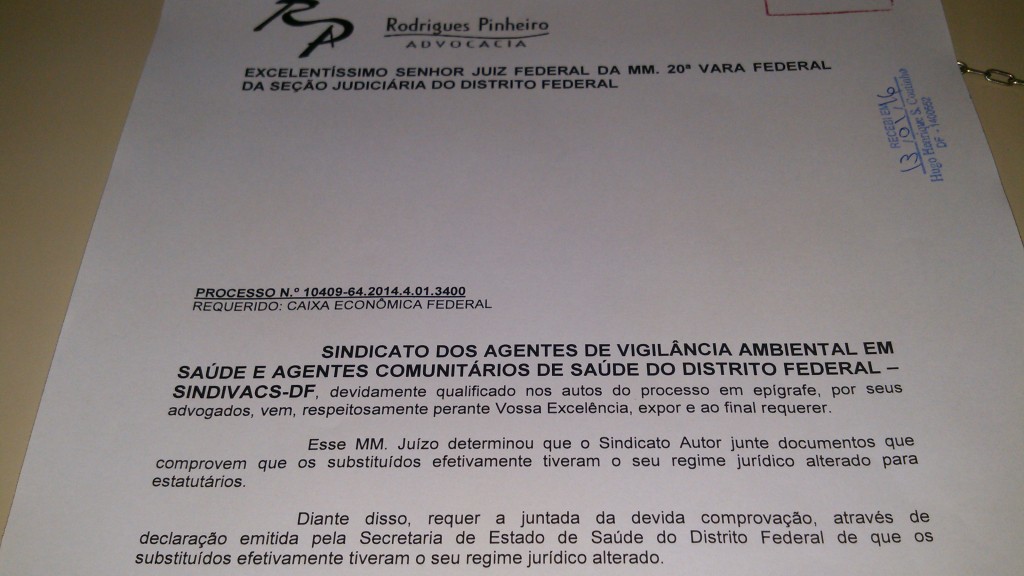 RP
Rodrigues Pinheiro
ADVOCACIA
EXCELENTÍSSIMO SENHOR JUIZ FEDERAL DA MM. 20ª VARA FEDERAL
DA SEÇÃO JUDICIÁRIA DO DISTRITO FEDERAL
RECEBI EM
13/01/16
Hugo Henrique S. Coutinho
PROCESSO N.º 10409-64.2014.4.01.3400
REQUERIDO: CAIXA ECONÔMICA FEDERAL
SINDICATO DOS AGENTES DE VIGILÂNCIA AMBIENTAL EM
SAÚDE E AGENTES COMUNITÁRIOS DE SAÚDE DO DISTRITO FEDERAL –
SINDIVACS-DF, devidamente qualificado nos autos do processo em epígrafe, por seus
advogados, vem, respeitosamente perante Vossa Excelência, expor e ao final requerer.
Esse MM. Juízo determinou que o Sindicato Autor junte documentos que
comprovem que os substituídos efetivamente tiveram o seu regime jurídico alterado para
estatutários.
Diante disso, requer a juntada da devida comprovação, através de
declaração emitida pela Secretaria de Estado de Saúde do Distrito Federal de que os
substituídos efetivamente tiveram o seu regime jurídico alterado.